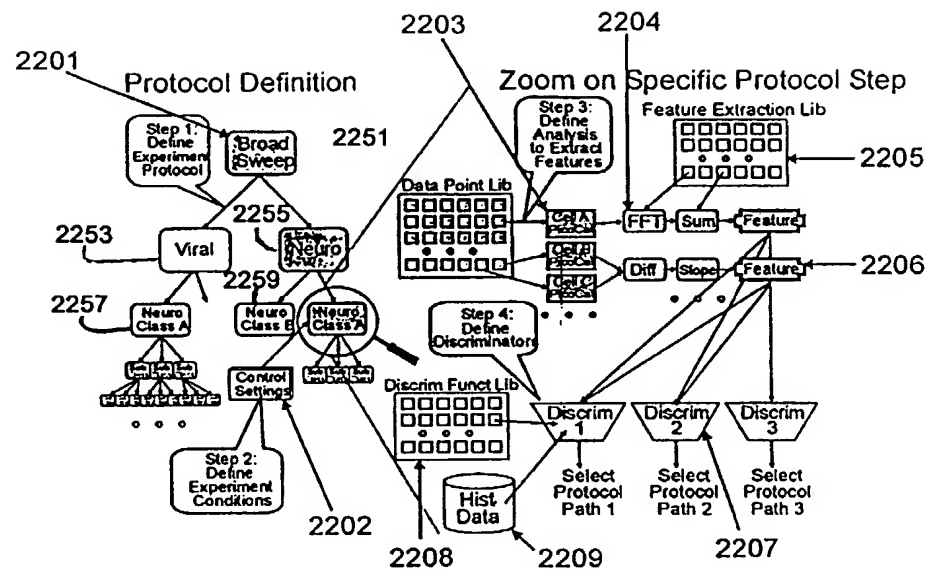 2201
2203
2204
Protocol Definition
Zoom on Specific Protocol Step
Step 1:
Define
Experiment
Protocol
Broad
Sweep
2251
Step 3:
Define
Analysis
to Extract
Features
Feature Extraction Lib
2205
Data Point Lib
2253
2255
Viral
Neuro
Cell A
FFT
Sum
Feature
Cell B
Cell C
Diff
Slope
Feature
2206
2257
2259
Neuro
Class A
Neuro
Class B
Neuro
Class A
Step 4:
Define
Discriminators
Control
Settings
Discrim Funct Lib
Discrim
1
Discrim
2
Discrim
3
Step 2:
Define
Experiment
Conditions
Hist
Data
Select
Protocol
Path 1
Select
Protocol
Path 2
Select
Protocol
Path 3
2202
2208
2209
2207